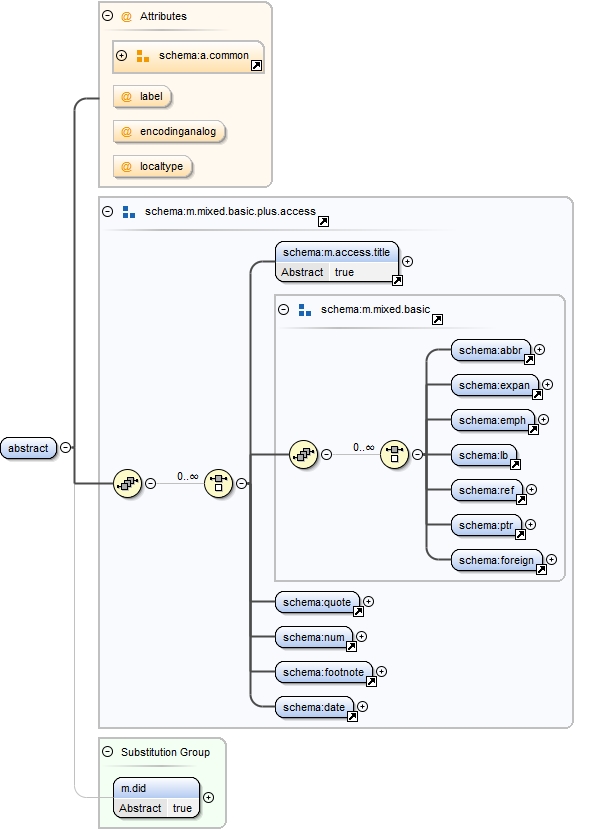 Attributes
schema:a.common
@ label
@ encodinganalog
@ localtype
schema:m.mixed.basic.plus.access
schema:m.access.title
Abstract true
schema:m.mixed.basic
schema:abbr
schema:expan
schema:emph
abstract
0..∞
0..∞
schema:lb
schema:ref
schema:ptr
schema:foreign
schema:quote
schema:num
schema:footnote
schema:date
Substitution Group
m.did
Abstract true